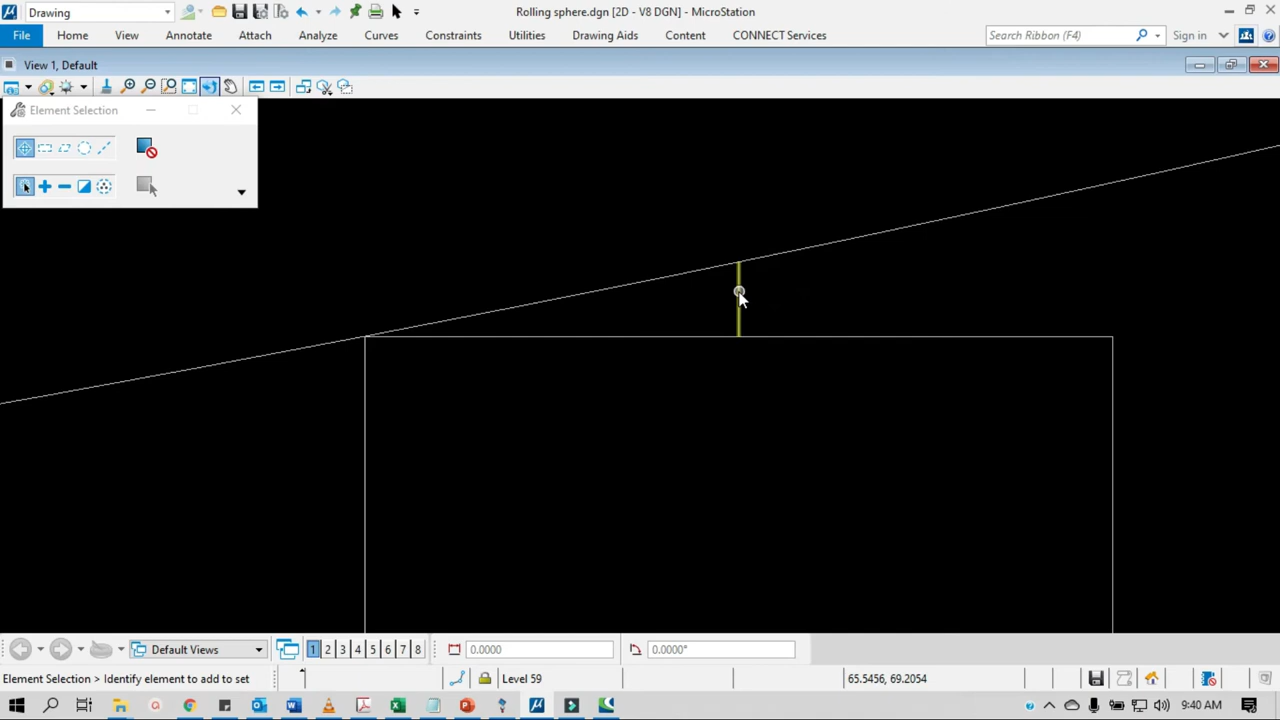 Drawing
Rolling sphere.dgn [2D - V8 DGN] - MicroStation
File Home View Annotate Attach Analyze Curves Constraints Utilities Drawing Aids Content CONNECT Services
Search Ribbon (F4)
Sign in
View 1, Default
Element Selection
Default Views
1 2 3 4 5 6 7 8
0.0000
0.0000°
Element Selection > Identify element to add to set
Level 59
65.5456, 69.2054
9:40 AM